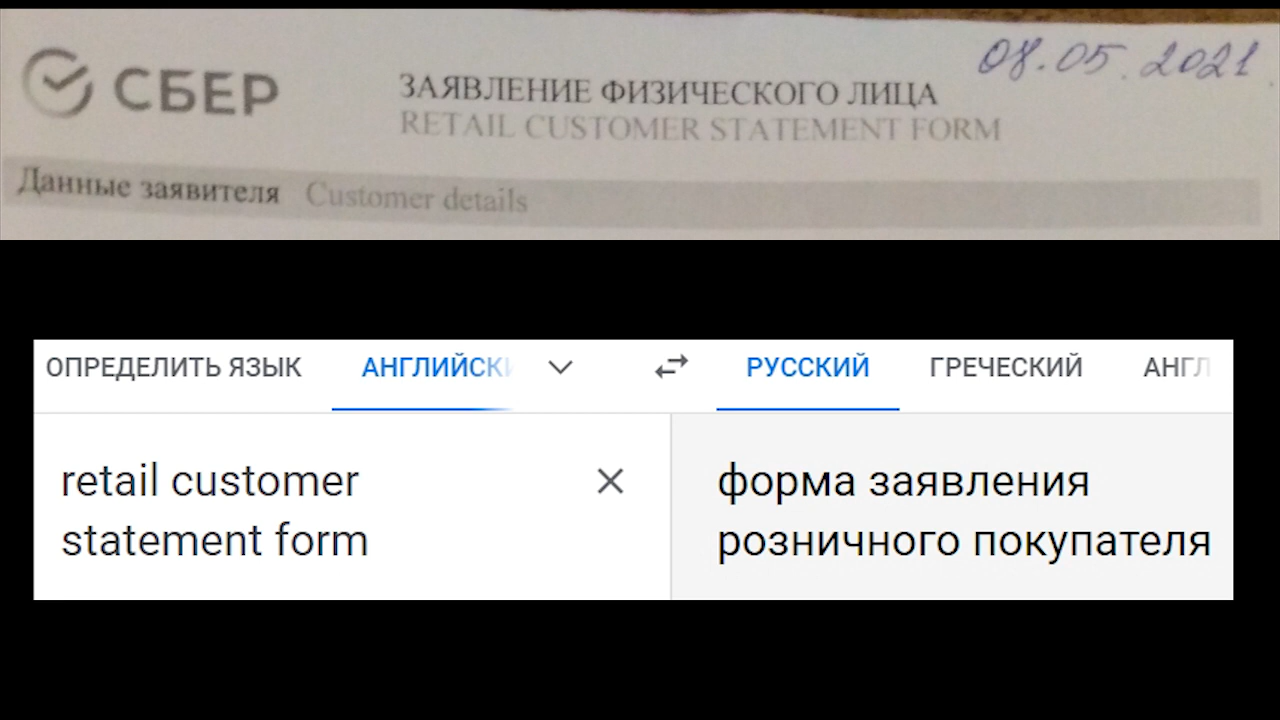 08.05.2021
СБЕР
ЗАЯВЛЕНИЕ ФИЗИЧЕСКОГО ЛИЦА
RETAIL CUSTOMER STATEMENT FORM
Данные заявителя Customer details
ОПРЕДЕЛИТЬ ЯЗЫК АНГЛИЙСКИ РУССКИЙ ГРЕЧЕСКИЙ АНГЛ
retail customer
statement form
форма заявления
розничного покупателя